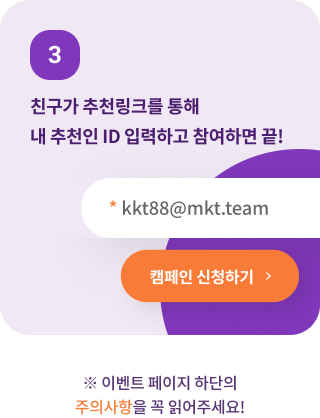 3
친구가 추천링크를 통해
내 추천인 ID 입력하고 참여하면 끝!
* kkt88@mkt.team
캠페인 신청하기 >
※ 이벤트 페이지 하단의
주의사항을 꼭 읽어주세요!